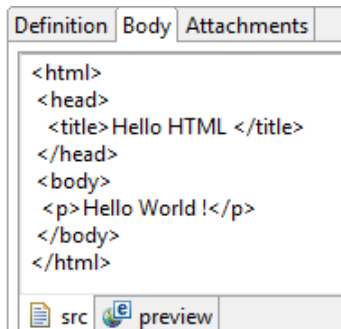 Definition Body Attachments
<html>
<head>
<title>Hello HTML </title>
</head>
<body>
<p>Hello World !</p>
</body>
</html>
src preview